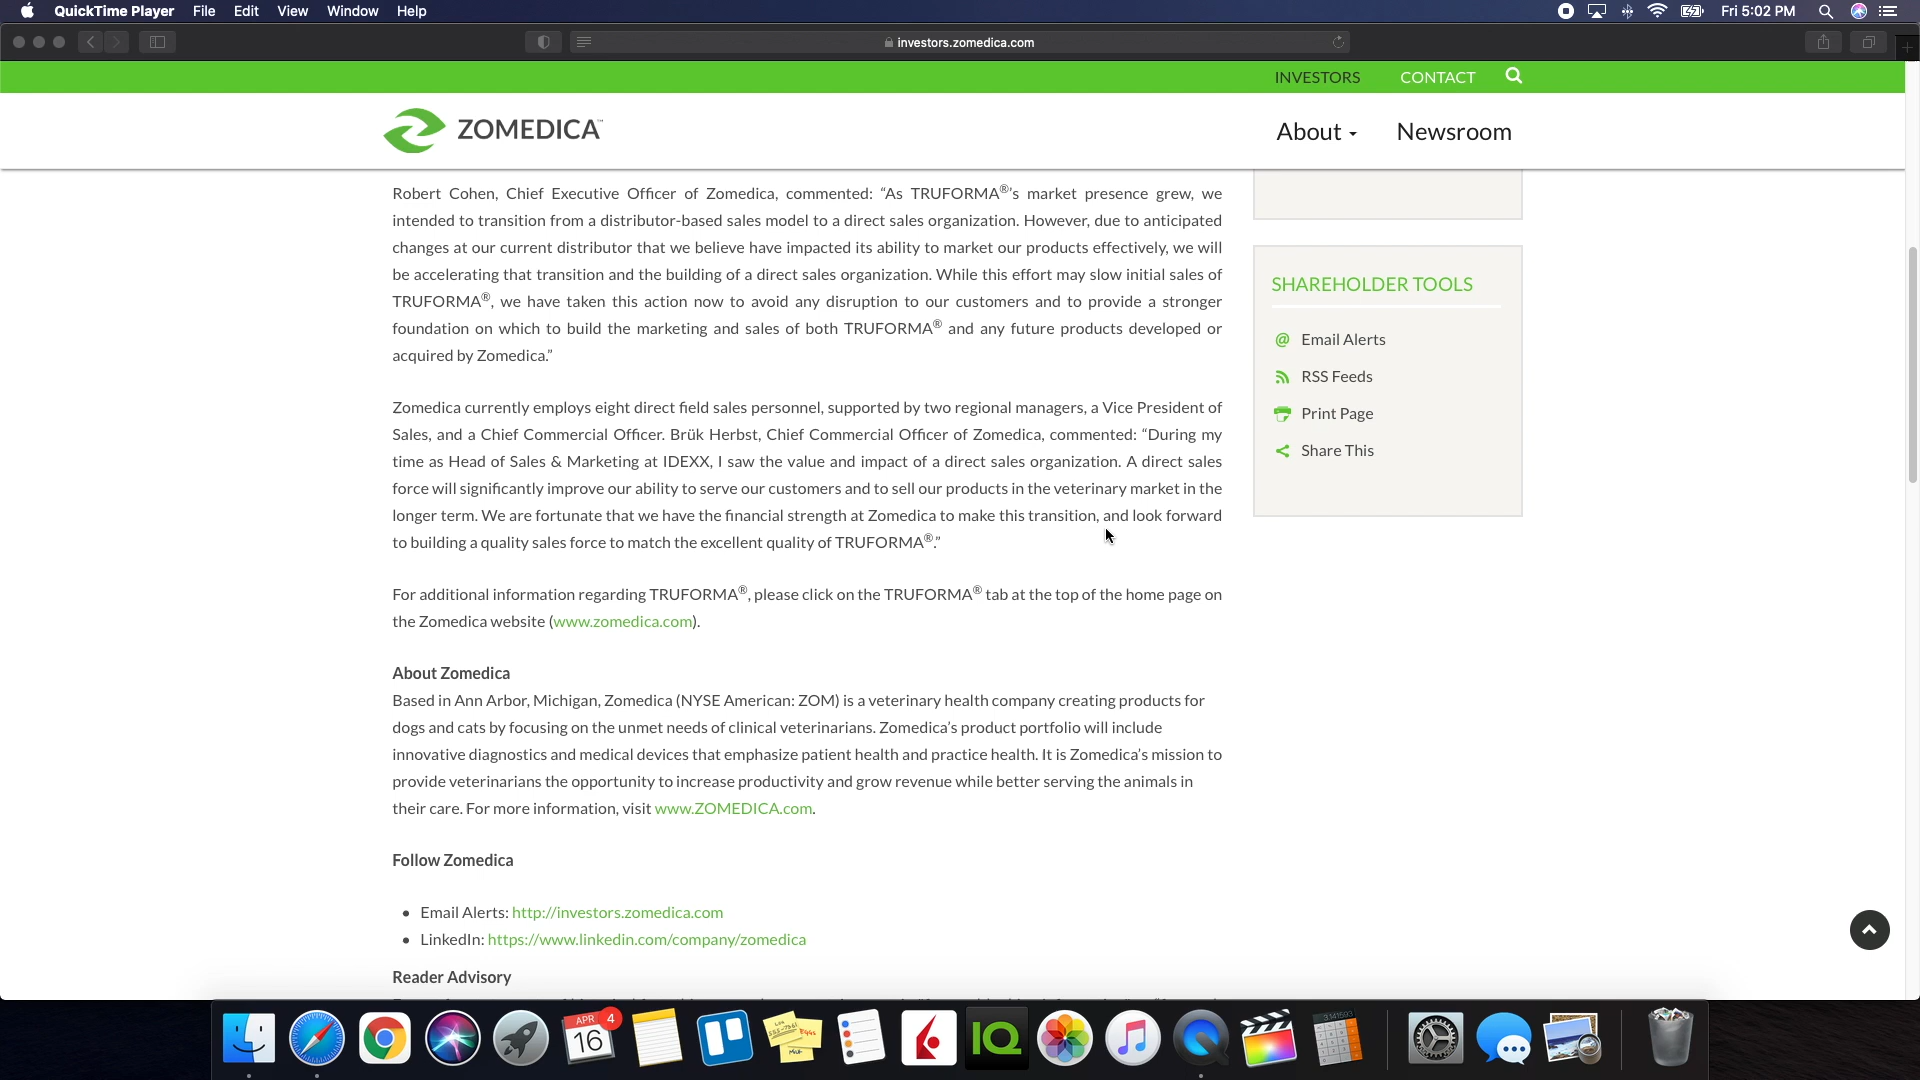 QuickTime Player File Edit View Window Help Fri 5:02 PM
investors.zomedica.com
INVESTORS CONTACT
ZOMEDICA™ About Newsroom
Robert Cohen, Chief Executive Officer of Zomedica, commented: “As TRUFORMA®’s market presence grew, we
intended to transition from a distributor-based sales model to a direct sales organization. However, due to anticipated
changes at our current distributor that we believe have impacted its ability to market our products effectively, we will
be accelerating that transition and the building of a direct sales organization. While this effort may slow initial sales of
TRUFORMA®, we have taken this action now to avoid any disruption to our customers and to provide a stronger
foundation on which to build the marketing and sales of both TRUFORMA® and any future products developed or
acquired by Zomedica.”
Zomedica currently employs eight direct field sales personnel, supported by two regional managers, a Vice President of
Sales, and a Chief Commercial Officer. Brük Herbst, Chief Commercial Officer of Zomedica, commented: “During my
time as Head of Sales & Marketing at IDEXX, I saw the value and impact of a direct sales organization. A direct sales
force will significantly improve our ability to serve our customers and to sell our products in the veterinary market in the
longer term. We are fortunate that we have the financial strength at Zomedica to make this transition, and look forward
to building a quality sales force to match the excellent quality of TRUFORMA®.”
For additional information regarding TRUFORMA®, please click on the TRUFORMA® tab at the top of the home page on
the Zomedica website (www.zomedica.com).
About Zomedica
Based in Ann Arbor, Michigan, Zomedica (NYSE American: ZOM) is a veterinary health company creating products for
dogs and cats by focusing on the unmet needs of clinical veterinarians. Zomedica’s product portfolio will include
innovative diagnostics and medical devices that emphasize patient health and practice health. It is Zomedica’s mission to
provide veterinarians the opportunity to increase productivity and grow revenue while better serving the animals in
their care. For more information, visit www.ZOMEDICA.com.
Follow Zomedica
• Email Alerts: http://investors.zomedica.com
• LinkedIn: https://www.linkedin.com/company/zomedica
Reader Advisory
SHAREHOLDER TOOLS
@ Email Alerts
RSS Feeds
Print Page
Share This
APR 4
16
IQ